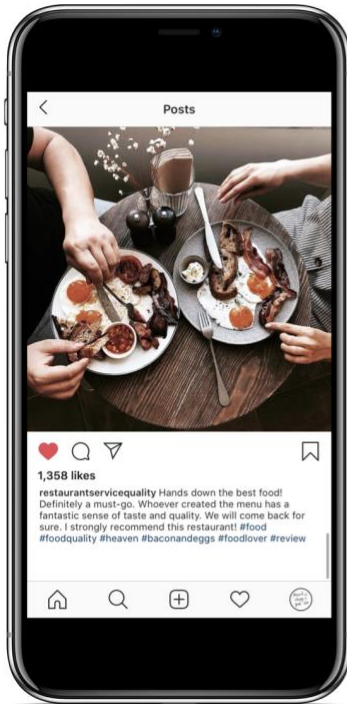 Posts
1,358 likes
restaurantservicequality Hands down the best food!
Definitely a must-go. Whoever created the menu has a
fantastic sense of taste and quality. We will come back for
sure. I strongly recommend this restaurant! #food
#foodquality #heaven #baconandeggs #foodlover #review